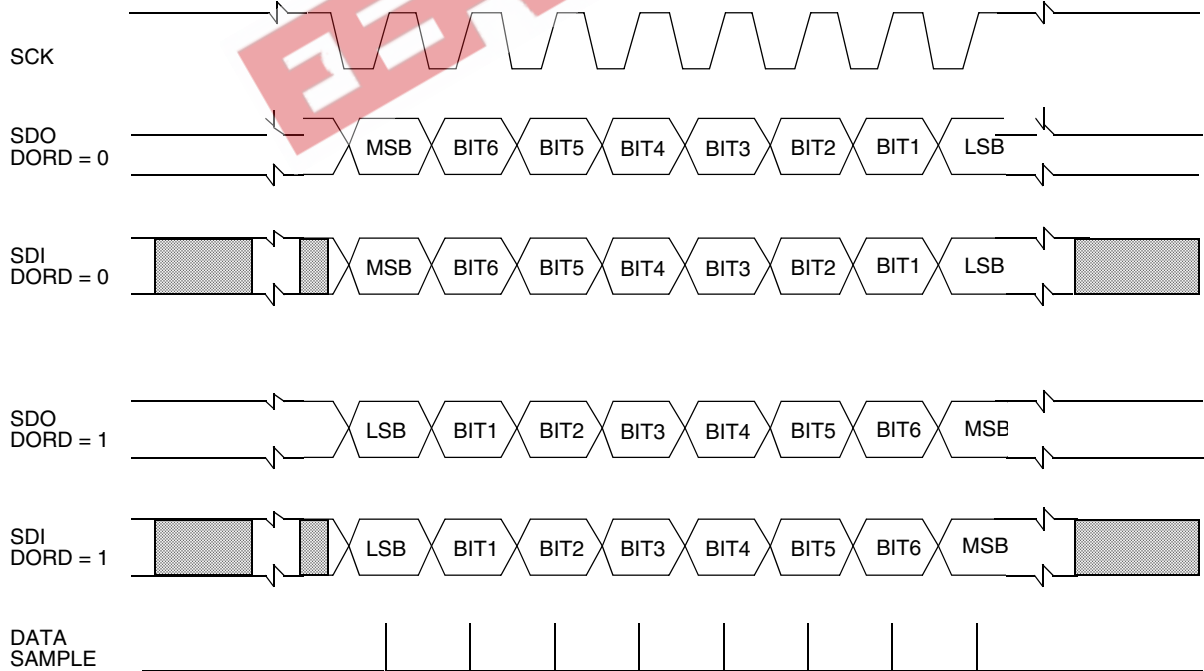 SCK
SDO
DORD = 0
MSB BIT6 BIT5 BIT4 BIT3 BIT2 BIT1 LSB
SDI
DORD = 0
MSB BIT6 BIT5 BIT4 BIT3 BIT2 BIT1 LSB
SDO
DORD = 1
LSB BIT1 BIT2 BIT3 BIT4 BIT5 BIT6 MSB
SDI
DORD = 1
LSB BIT1 BIT2 BIT3 BIT4 BIT5 BIT6 MSB
DATA
SAMPLE